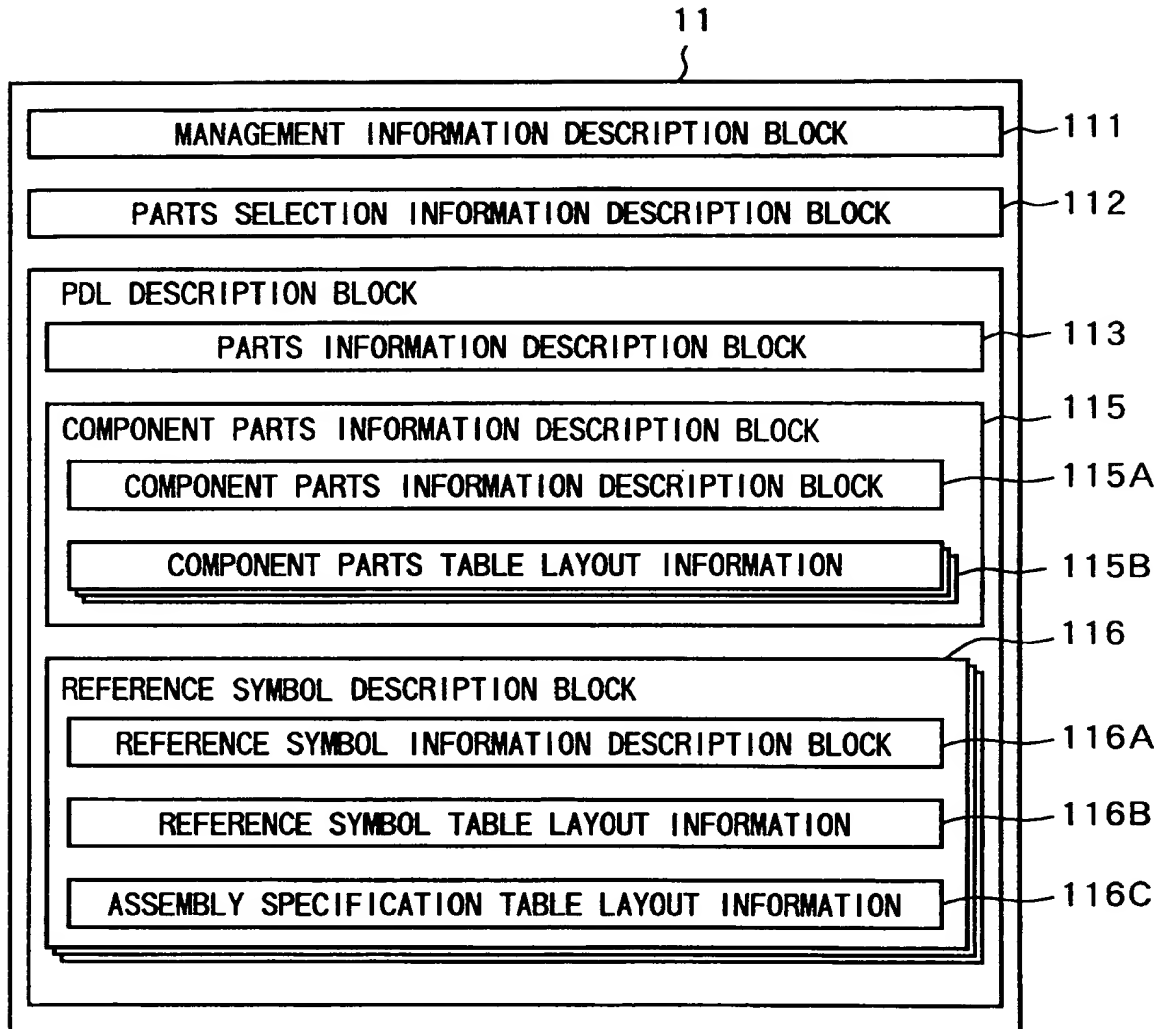 11
MANAGEMENT INFORMATION DESCRIPTION BLOCK
111
PARTS SELECTION INFORMATION DESCRIPTION BLOCK
112
PDL DESCRIPTION BLOCK
PARTS INFORMATION DESCRIPTION BLOCK
113
COMPONENT PARTS INFORMATION DESCRIPTION BLOCK
115
COMPONENT PARTS INFORMATION DESCRIPTION BLOCK
115A
COMPONENT PARTS TABLE LAYOUT INFORMATION
115B
116
REFERENCE SYMBOL DESCRIPTION BLOCK
REFERENCE SYMBOL INFORMATION DESCRIPTION BLOCK
116A
REFERENCE SYMBOL TABLE LAYOUT INFORMATION
116B
ASSEMBLY SPECIFICATION TABLE LAYOUT INFORMATION
116C